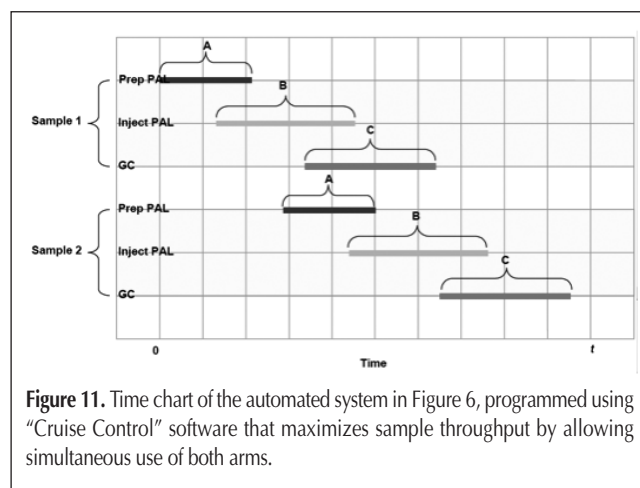 A
Prep PAL
B
Sample 1
Inject PAL
C
GC
A
Prep PAL
B
Sample 2
Inject PAL
C
GC
0
t
Time
Figure 11. Time chart of the automated system in Figure 6, programmed using
“Cruise Control” software that maximizes sample throughput by allowing
simultaneous use of both arms.